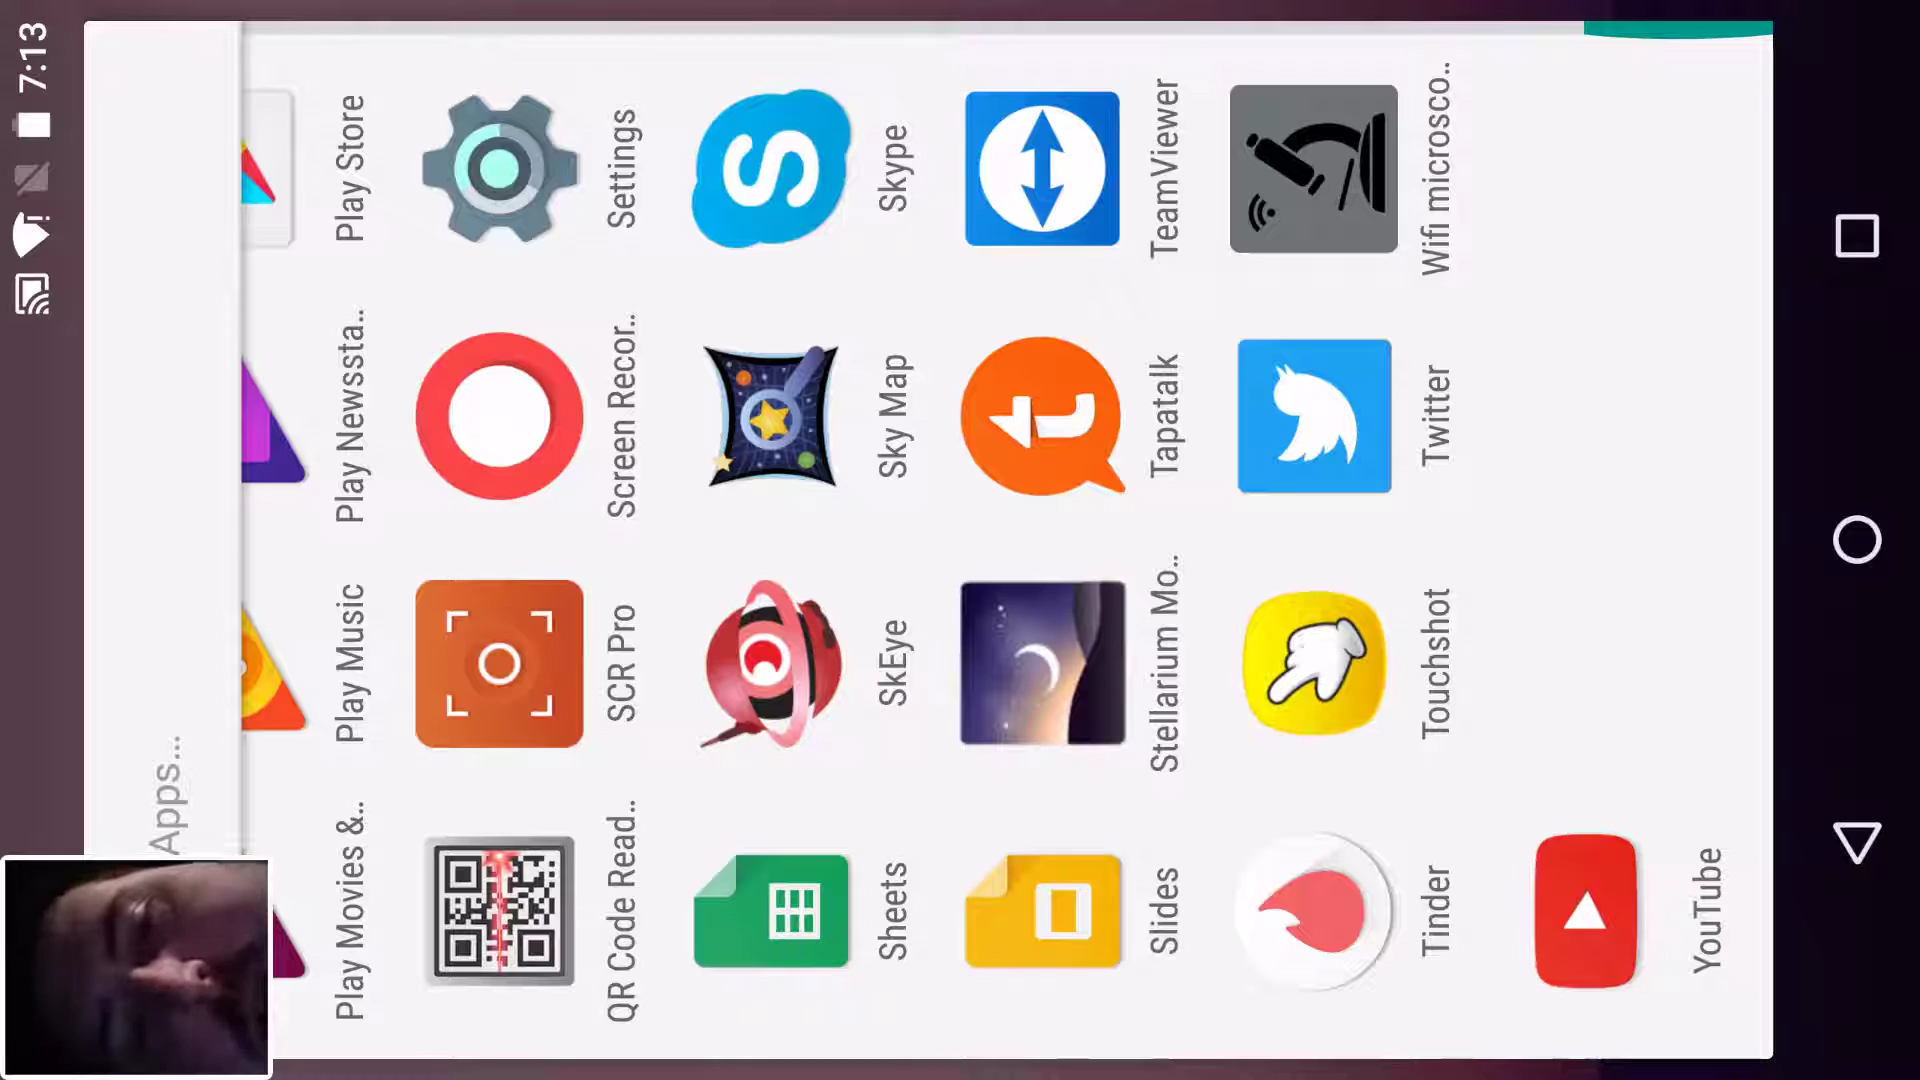 7:13
Apps...
Play Movies &..
Play Music
Play Newssta..
Play Store
QR Code Read..
SCR Pro
Screen Recor..
Settings
Sheets
SkEye
Sky Map
Skype
Slides
Stellarium Mo..
Tapatalk
TeamViewer
Tinder
Touchshot
Twitter
Wifi microsco..
YouTube